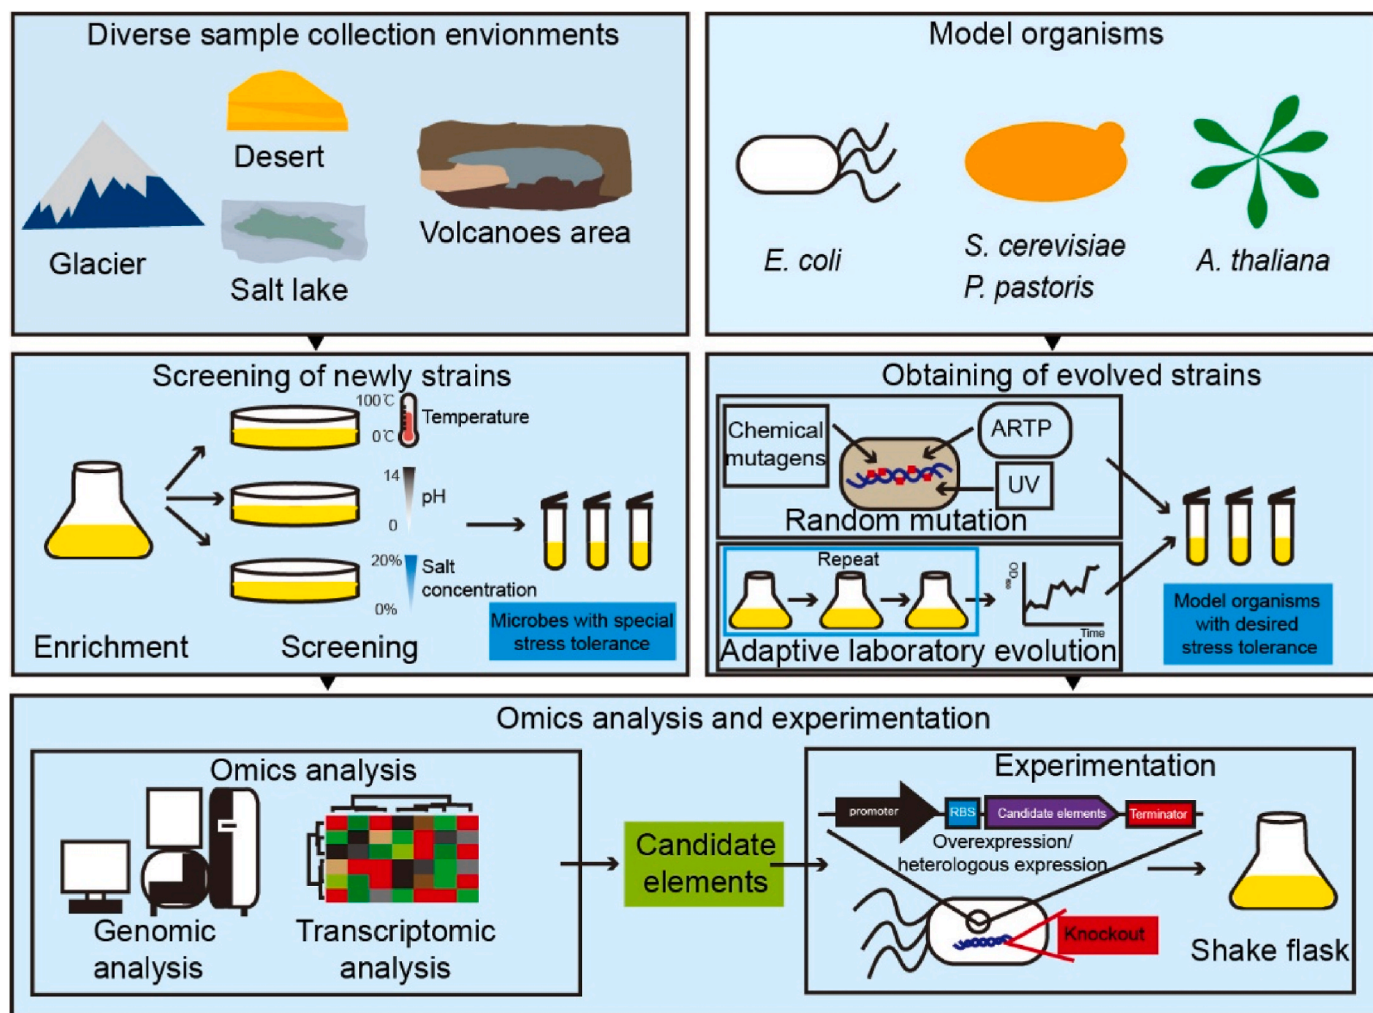 Diverse sample collection envionments
Desert
Glacier
Salt lake
Volcanoes area
Model organisms
E. coli
S. cerevisiae
P. pastoris
A. thaliana
Screening of newly strains
100℃
0℃
Temperature
14
pH
0
20%
Salt
concentration
0%
Enrichment
Screening
Microbes with special
stress tolerance
Obtaining of evolved strains
Chemical
mutagens
ARTP
UV
Random mutation
Repeat
OD₆₀₀
Time
Adaptive laboratory evolution
Model organisms
with desired
stress tolerance
Omics analysis and experimentation
Omics analysis
Genomic
analysis
Transcriptomic
analysis
Candidate
elements
Experimentation
promoter
RBS
Candidate elements
Terminator
Overexpression/
heterologous expression
Knockout
Shake flask